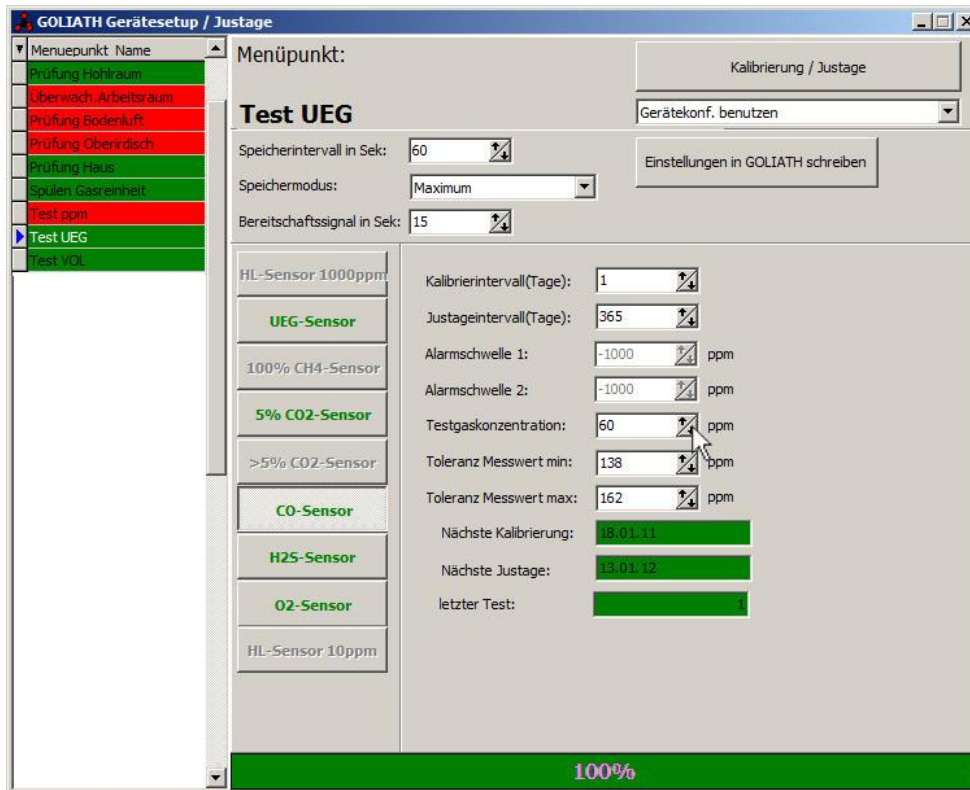 GOLIATH Gerätesetup / Justage
Menuepunkt Name
Prüfung Hohlraum
Überwach.Arbeitsraum
Prüfung Bodenluft
Prüfung Oberirdisch
Prüfung Haus
Spülen Gasreinheit
Test ppm
Test UEG
Test VOL
Menüpunkt:
Kalibrierung / Justage
Test UEG
Gerätekonf. benutzen
Speicherintervall in Sek: 60
Einstellungen in GOLIATH schreiben
Speichermodus: Maximum
Bereitschaftssignal in Sek: 15
HL-Sensor 1000ppm
UEG-Sensor
100% CH4-Sensor
5% CO2-Sensor
>5% CO2-Sensor
CO-Sensor
H2S-Sensor
O2-Sensor
HL-Sensor 10ppm
Kalibrierintervall(Tage): 1
Justageintervall(Tage): 365
Alarmschwelle 1: -1000 ppm
Alarmschwelle 2: -1000 ppm
Testgaskonzentration: 60 ppm
Toleranz Messwert min: 138 ppm
Toleranz Messwert max: 162 ppm
Nächste Kalibrierung: 18.01.11
Nächste Justage: 13.01.12
letzter Test: 1
100%